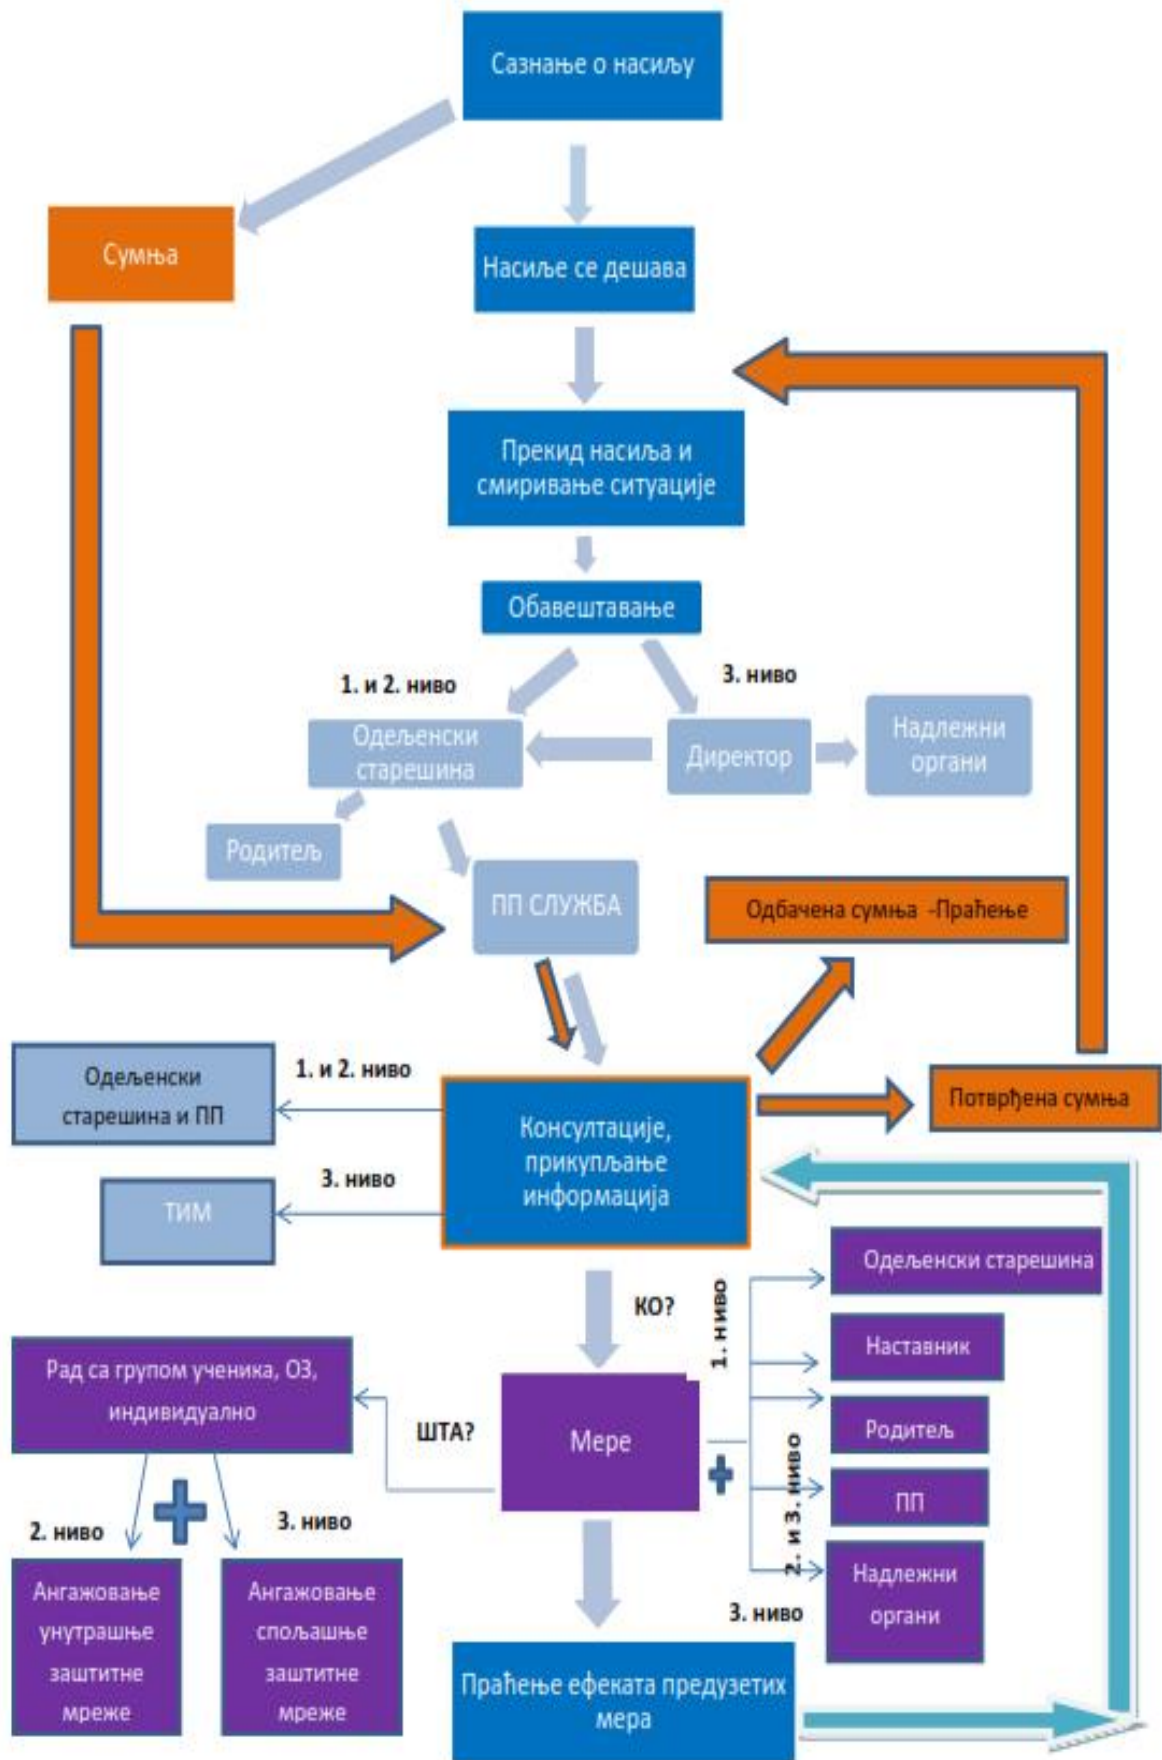 Сазнање о насиљу
Сумња
Насиље се дешава
Прекид насиља и
смиривање ситуације
Обавештавање
1. и 2. ниво
3. ниво
Одељенски
старешина
Директор
Надлежни
органи
Родитељ
ПП СЛУЖБА
Одбачена сумња -Праћење
Одељенски
старешина и ПП
1. и 2. ниво
Потврђена сумња
Консултације,
прикупљање
информација
3. ниво
ТИМ
Одељенски старешина
КО?
1. ниво
Наставник
Рад са групом ученика, ОЗ,
индивидуално
ШТА?
Мере
Родитељ
2. и 3. ниво
ПП
2. ниво
3. ниво
Надлежни
органи
3. ниво
Ангажовање
унутрашње
заштитне
мреже
Ангажовање
спољашње
заштитне
мреже
Праћење ефеката предузетих
мера